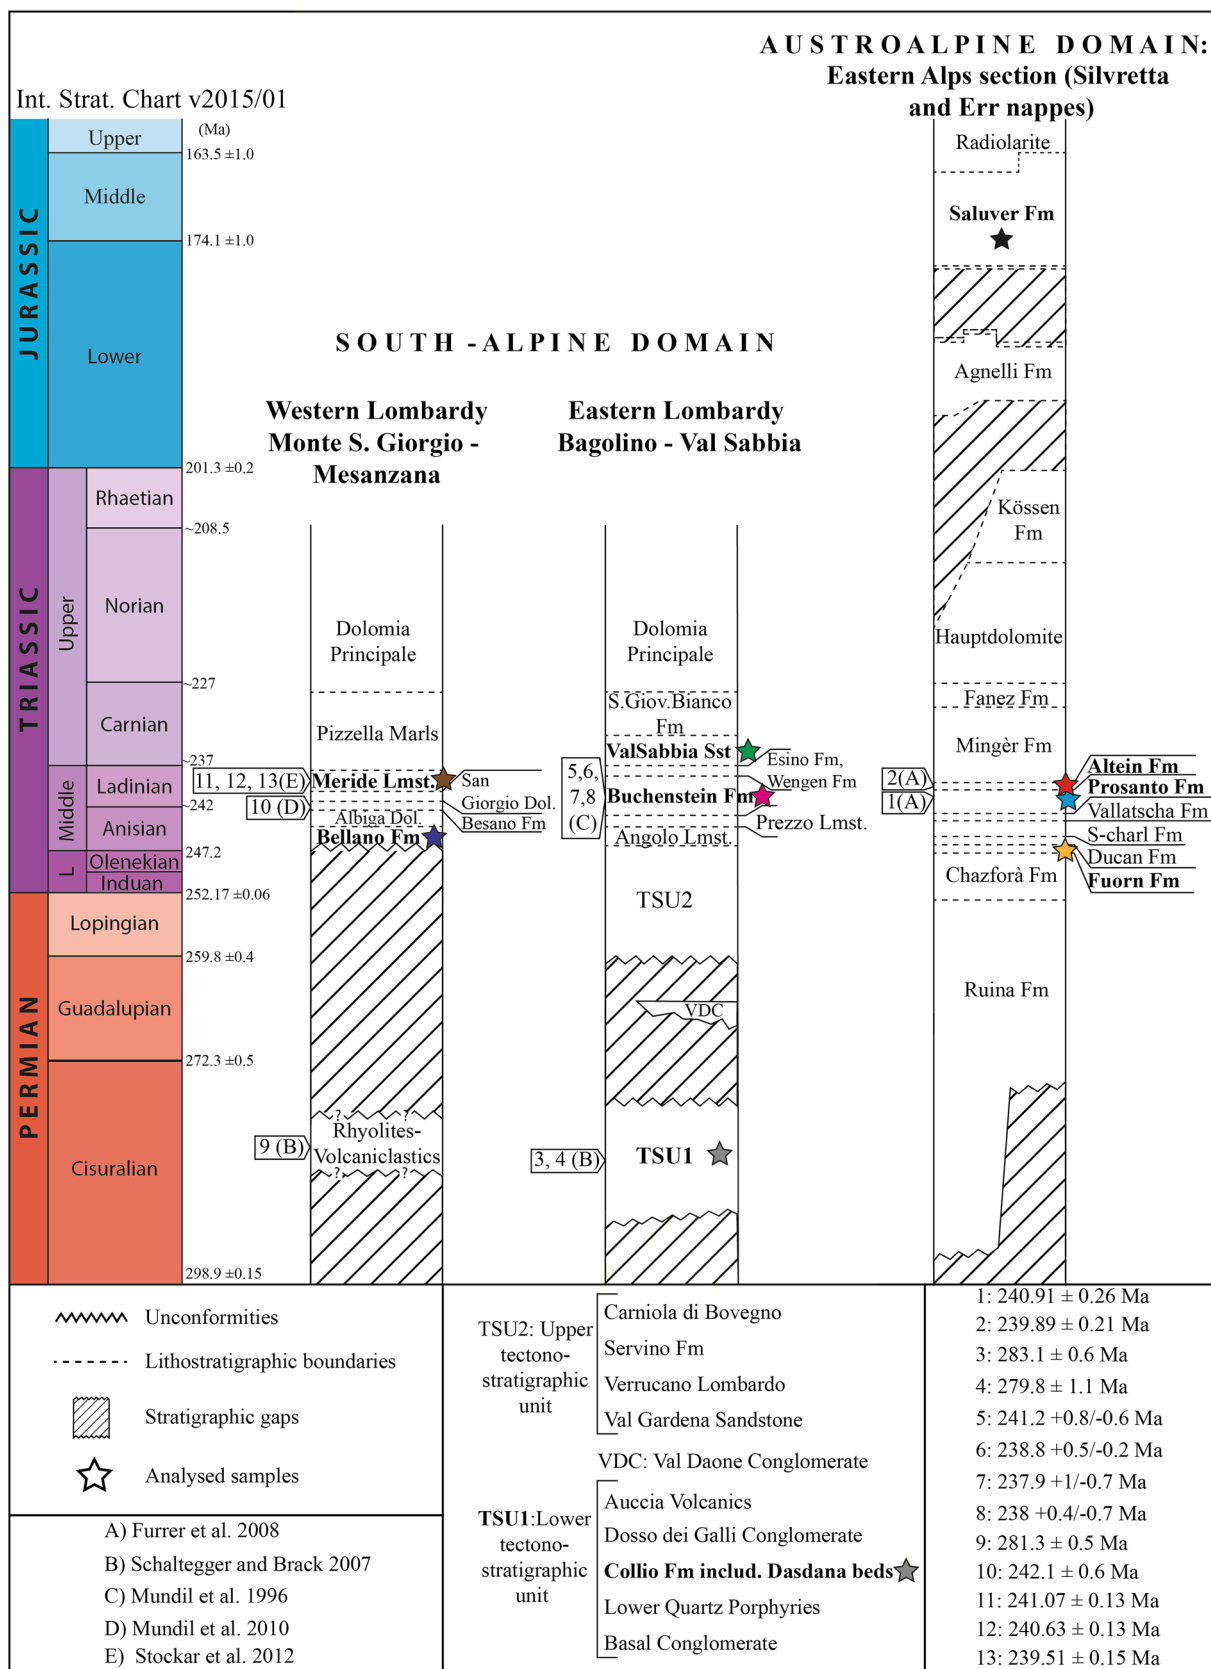 AUSTROALPINE DOMAIN:
Eastern Alps section (Silvretta
and Err nappes)
Int. Strat. Chart v2015/01
(Ma)
JURASSIC
Upper
163.5 ±1.0
Middle
174.1 ±1.0
Lower
201.3 ±0.2
TRIASSIC
Upper
Rhaetian
~208.5
Norian
~227
Carnian
~237
Middle
Ladinian
~242
Anisian
247.2
L
Olenekian
Induan
252.17 ±0.06
PERMIAN
Lopingian
259.8 ±0.4
Guadalupian
272.3 ±0.5
Cisuralian
298.9 ±0.15
SOUTH -ALPINE DOMAIN
Western Lombardy
Monte S. Giorgio -
Mesanzana
Dolomia
Principale
Pizzella Marls
11, 12, 13(E)
Meride Lmst.
San
Giorgio Dol.
10 (D)
Besano Fm
Albiga Dol.
Bellano Fm
? ?
Rhyolites-
Volcaniclastics
? ?
9 (B)
Eastern Lombardy
Bagolino - Val Sabbia
Dolomia
Principale
S.Giov.Bianco
Fm
ValSabbia Sst
Esino Fm,
Wengen Fm
5,6,
7,8
(C)
Buchenstein Fm
Prezzo Lmst.
Angolo Lmst.
TSU2
VDC
3, 4 (B)
TSU1
Radiolarite
Saluver Fm
Agnelli Fm
Kössen
Fm
Hauptdolomite
Fanez Fm
Mingèr Fm
2(A)
1(A)
Altein Fm
Prosanto Fm
Vallatscha Fm
S-charl Fm
Ducan Fm
Fuorn Fm
Chazforà Fm
Ruina Fm
Unconformities
Lithostratigraphic boundaries
Stratigraphic gaps
Analysed samples
A) Furrer et al. 2008
B) Schaltegger and Brack 2007
C) Mundil et al. 1996
D) Mundil et al. 2010
E) Stockar et al. 2012
TSU2: Upper
tectono-
stratigraphic
unit
Carniola di Bovegno
Servino Fm
Verrucano Lombardo
Val Gardena Sandstone
VDC: Val Daone Conglomerate
TSU1:Lower
tectono-
stratigraphic
unit
Auccia Volcanics
Dosso dei Galli Conglomerate
Collio Fm includ. Dasdana beds
Lower Quartz Porphyries
Basal Conglomerate
1: 240.91 ± 0.26 Ma
2: 239.89 ± 0.21 Ma
3: 283.1 ± 0.6 Ma
4: 279.8 ± 1.1 Ma
5: 241.2 +0.8/-0.6 Ma
6: 238.8 +0.5/-0.2 Ma
7: 237.9 +1/-0.7 Ma
8: 238 +0.4/-0.7 Ma
9: 281.3 ± 0.5 Ma
10: 242.1 ± 0.6 Ma
11: 241.07 ± 0.13 Ma
12: 240.63 ± 0.13 Ma
13: 239.51 ± 0.15 Ma